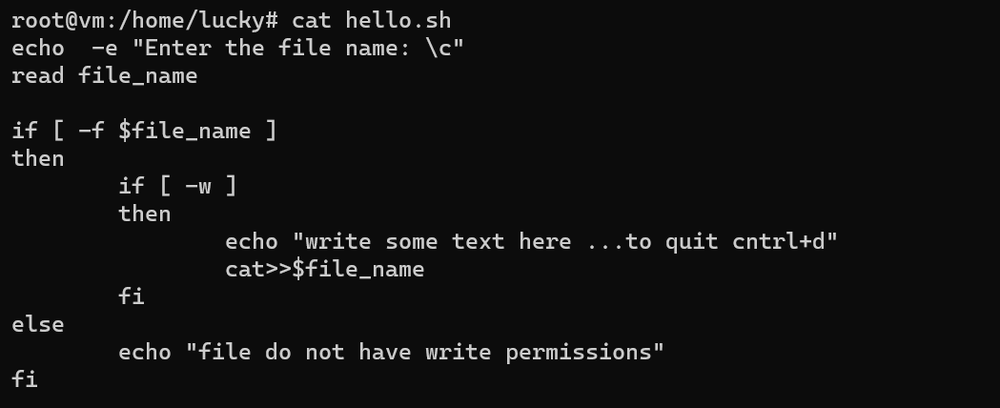 root@vm:/home/lucky# cat hello.sh
echo  -e "Enter the file name: \c"
read file_name

if [ -f $file_name ]
then
        if [ -w ]
        then
                echo "write some text here ...to quit cntrl+d"
                cat>>$file_name
        fi
else
        echo "file do not have write permissions"
fi